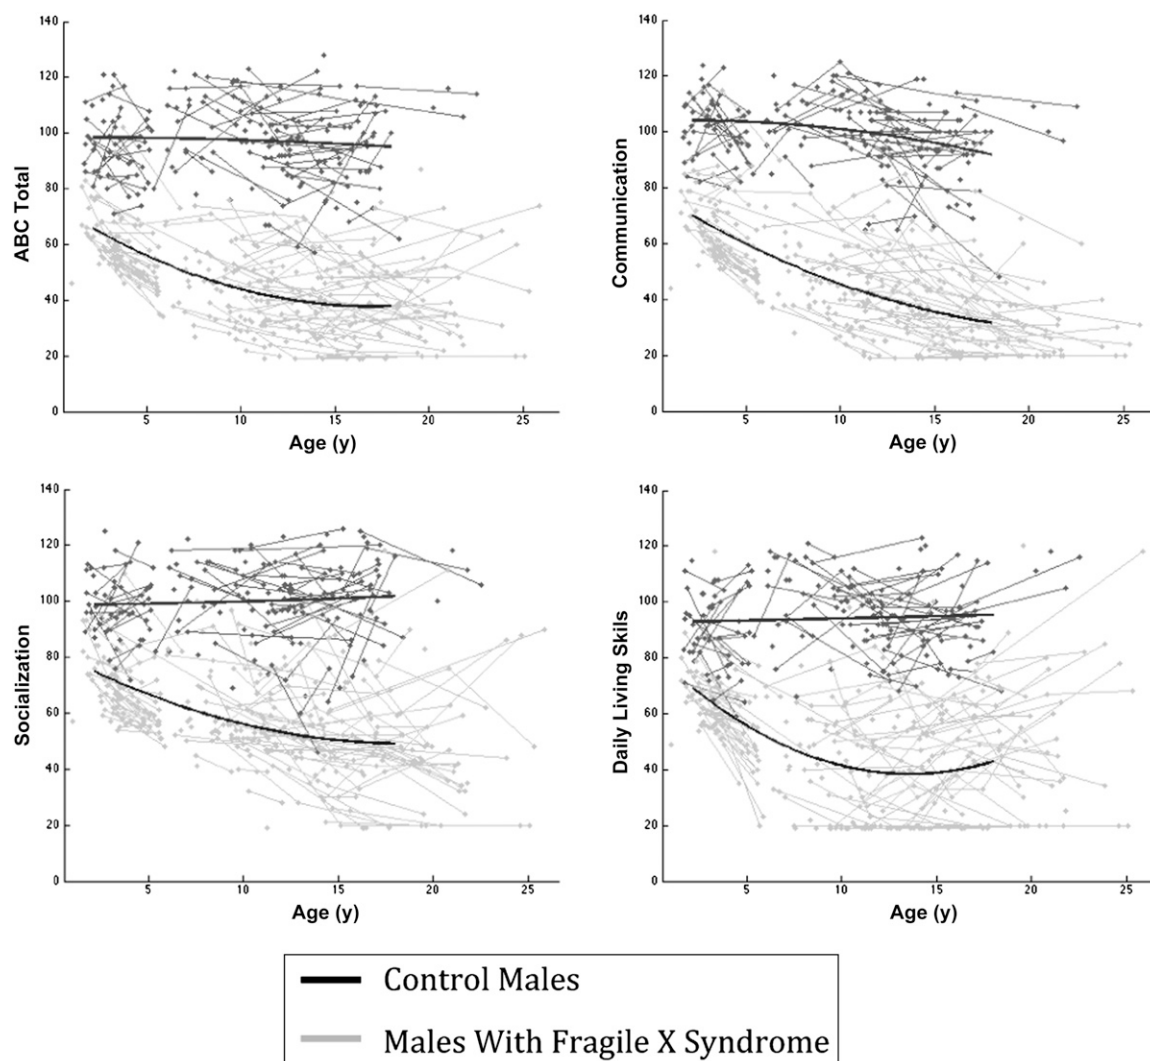 140
120
100
80
60
40
20
0
ABC Total
5 10 15 20 25
Age (y)
140
120
100
80
60
40
20
0
Communication
5 10 15 20 25
Age (y)
140
120
100
80
60
40
20
0
Socialization
5 10 15 20 25
Age (y)
140
120
100
80
60
40
20
0
Daily Living Skils
5 10 15 20 25
Age (y)
Control Males
Males With Fragile X Syndrome